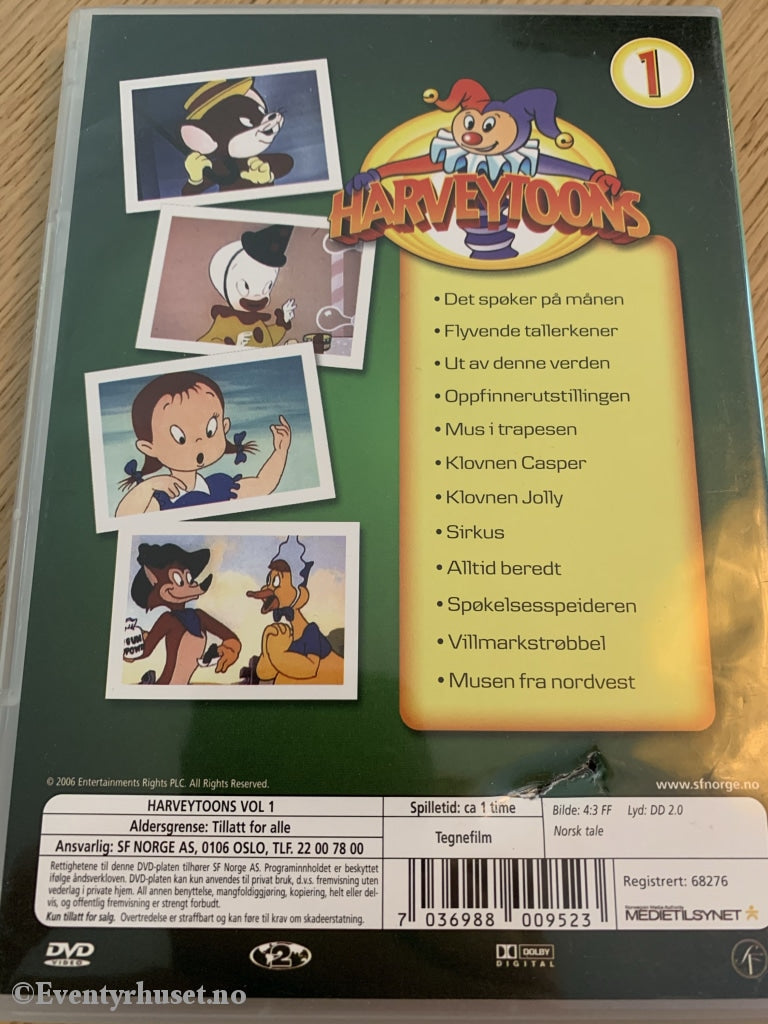 1
HARVEYTOONS
• Det spøker på månen
• Flyvende tallerkener
• Ut av denne verden
• Oppfinnerutstillingen
• Mus i trapesen
• Klovnen Casper
• Klovnen Jolly
• Sirkus
• Alltid beredt
• Spøkelsesspeideren
• Villmarkstrøbbel
• Musen fra nordvest
© 2006 Entertainments Rights PLC. All Rights Reserved.
www.sfnorge.no
HARVEYTOONS VOL 1
Aldersgrense: Tillatt for alle
Ansvarlig: SF NORGE AS, 0106 OSLO, TLF. 22 00 78 00
Rettighetene til denne DVD-platen tilhører SF Norge AS. Programinnholdet er beskyttet
ifølge åndsverkloven. DVD-platen kan kun anvendes til privat bruk, d.v.s. fremvisning uten
vederlag i private hjem. All annen benyttelse, mangfoldiggjøring, kopiering, helt eller del-
vis, og offentlig fremvisning er strengt forbudt.
Kun tillatt for salg. Overtredelse er straffbart og kan føre til krav om skadeerstatning.
Spilletid: ca 1 time
Tegnefilm
Bilde: 4:3 FF Lyd: DD 2.0
Norsk tale
7 036988 009523
Registrert: 68276
Norwegian Media Authority
MEDIETILSYNET
DVD
VIDEO
2
DOLBY
DIGITAL
©Eventyrhuset.no